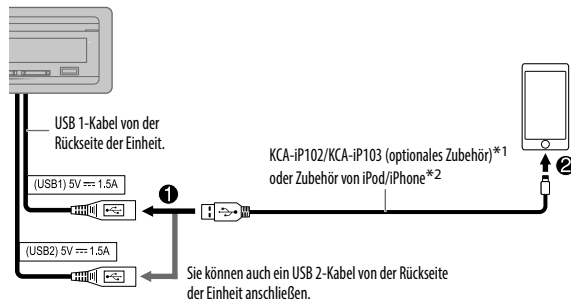 USB 1-Kabel von der
Rückseite der Einheit.
KCA-iP102/KCA-iP103 (optionales Zubehör)*1
oder Zubehör von iPod/iPhone*2
❷
(USB1) 5V ⎓ 1.5A
❶
(USB2) 5V ⎓ 1.5A
Sie können auch ein USB 2-Kabel von der Rückseite
der Einheit anschließen.